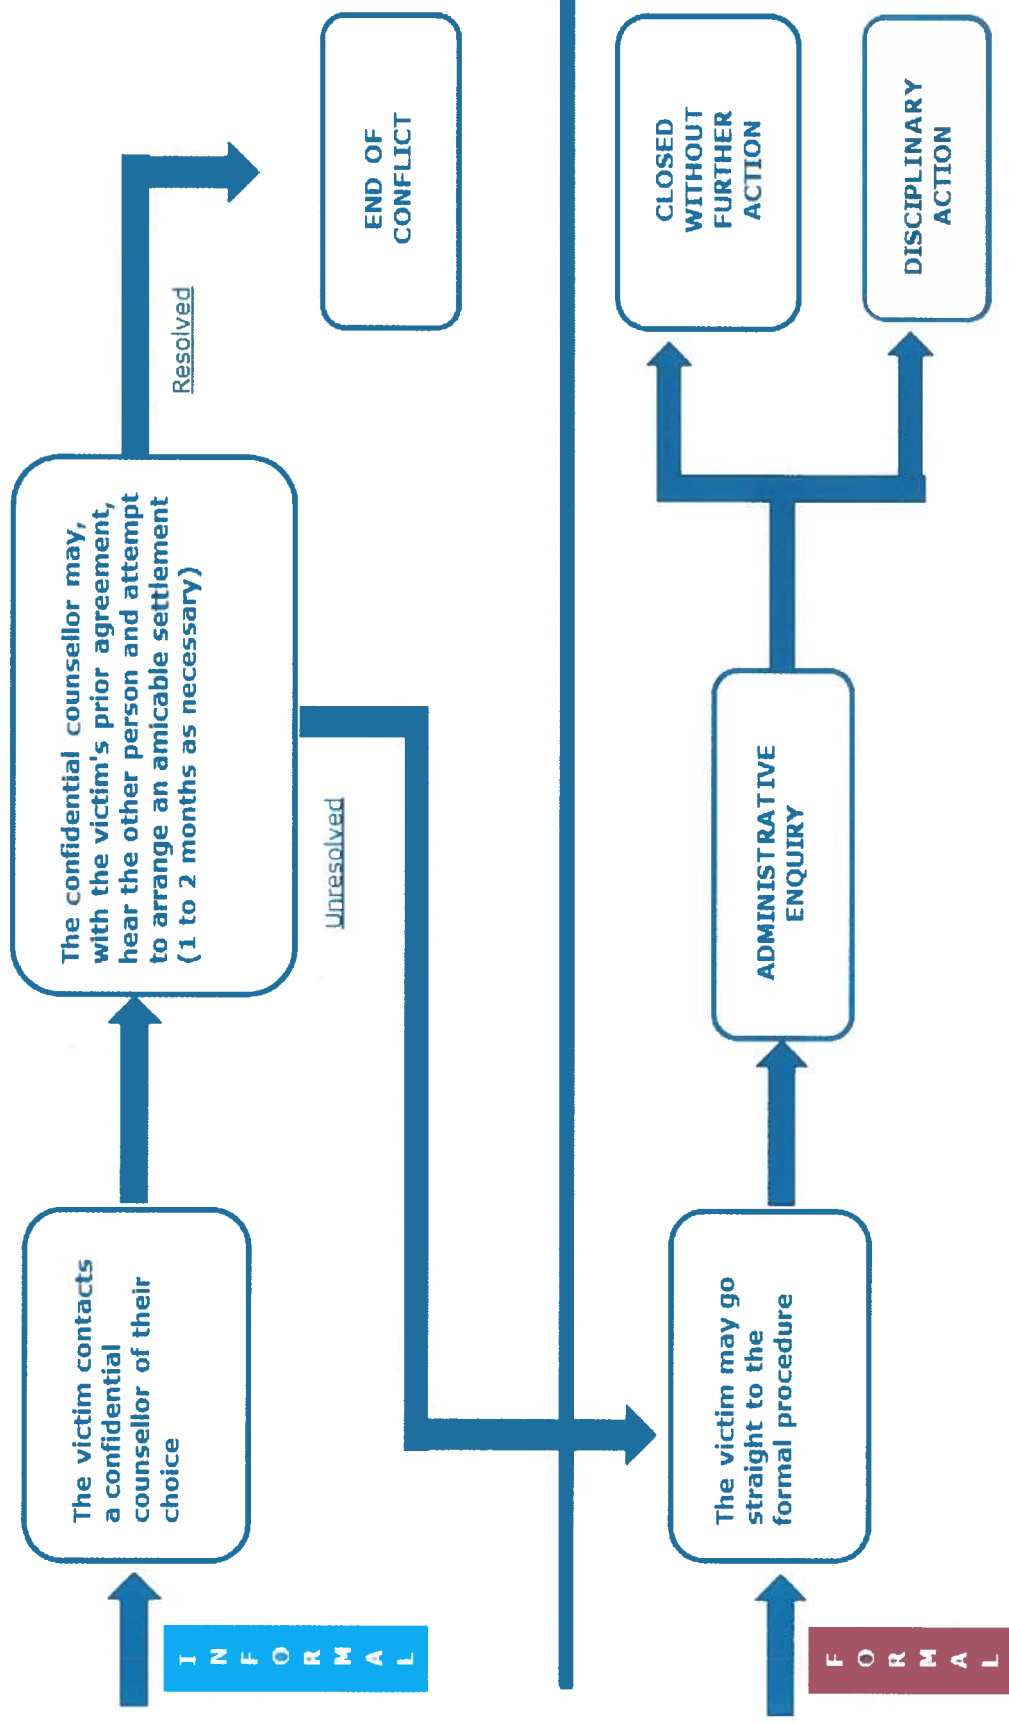 I
N
F
O
R
M
A
L
The victim contacts
a confidential
counsellor of their
choice
The confidential counsellor may,
with the victim's prior agreement,
hear the other person and attempt
to arrange an amicable settlement
(1 to 2 months as necessary)
Resolved
END OF
CONFLICT
Unresolved
F
O
R
M
A
L
The victim may go
straight to the
formal procedure
ADMINISTRATIVE
ENQUIRY
CLOSED
WITHOUT
FURTHER
ACTION
DISCIPLINARY
ACTION